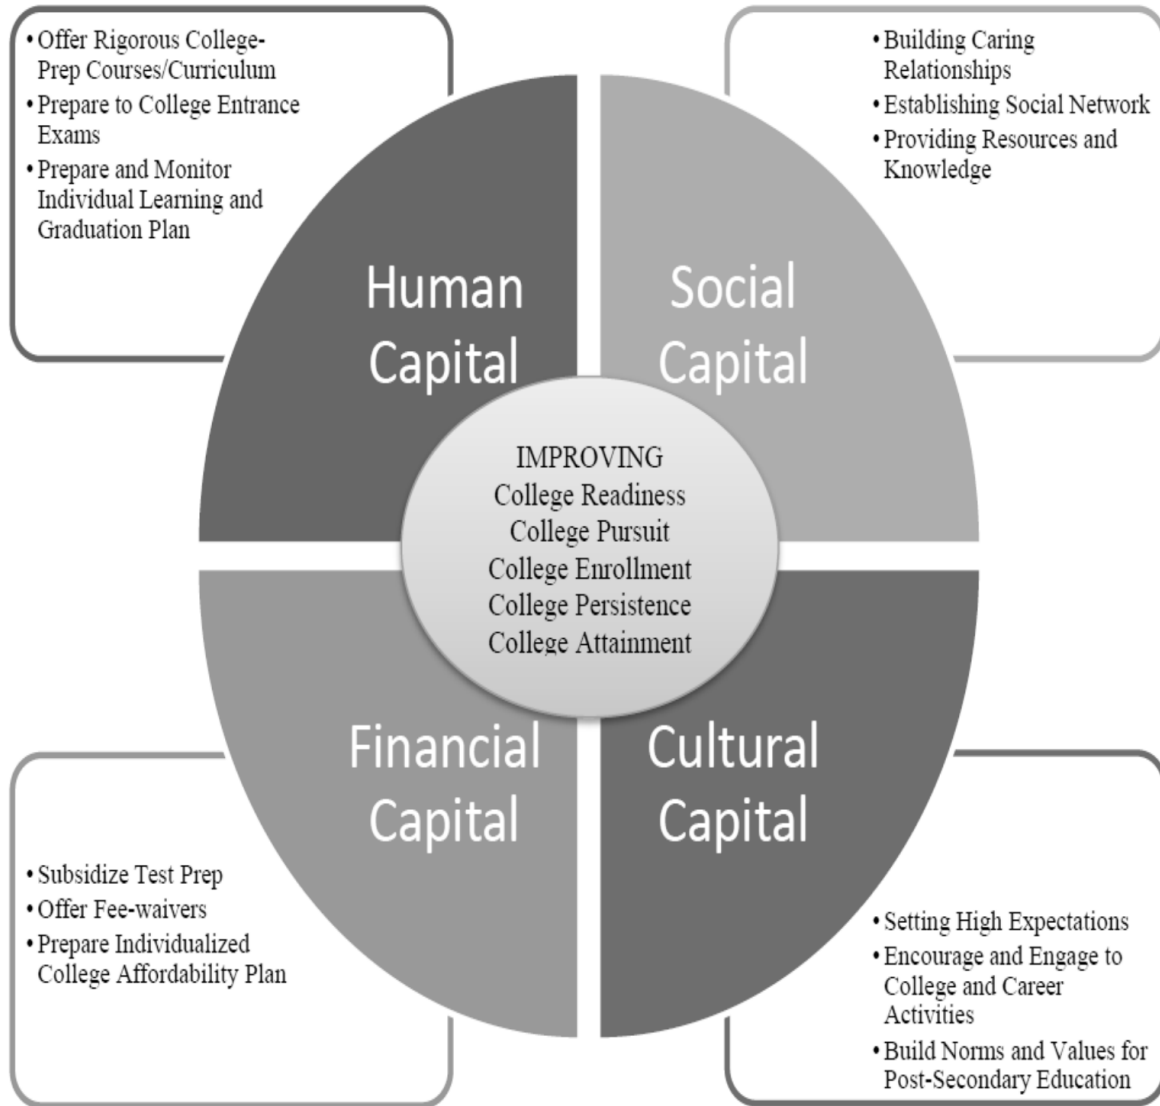 • Offer Rigorous College-
Prep Courses/Curriculum
• Prepare to College Entrance
Exams
• Prepare and Monitor
Individual Learning and
Graduation Plan
• Building Caring
Relationships
• Establishing Social Network
• Providing Resources and
Knowledge
Human
Capital
Social
Capital
IMPROVING
College Readiness
College Pursuit
College Enrollment
College Persistence
College Attainment
Financial
Capital
Cultural
Capital
• Subsidize Test Prep
• Offer Fee-waivers
• Prepare Individualized
College Affordability Plan
• Setting High Expectations
• Encourage and Engage to
College and Career
Activities
• Build Norms and Values for
Post-Secondary Education